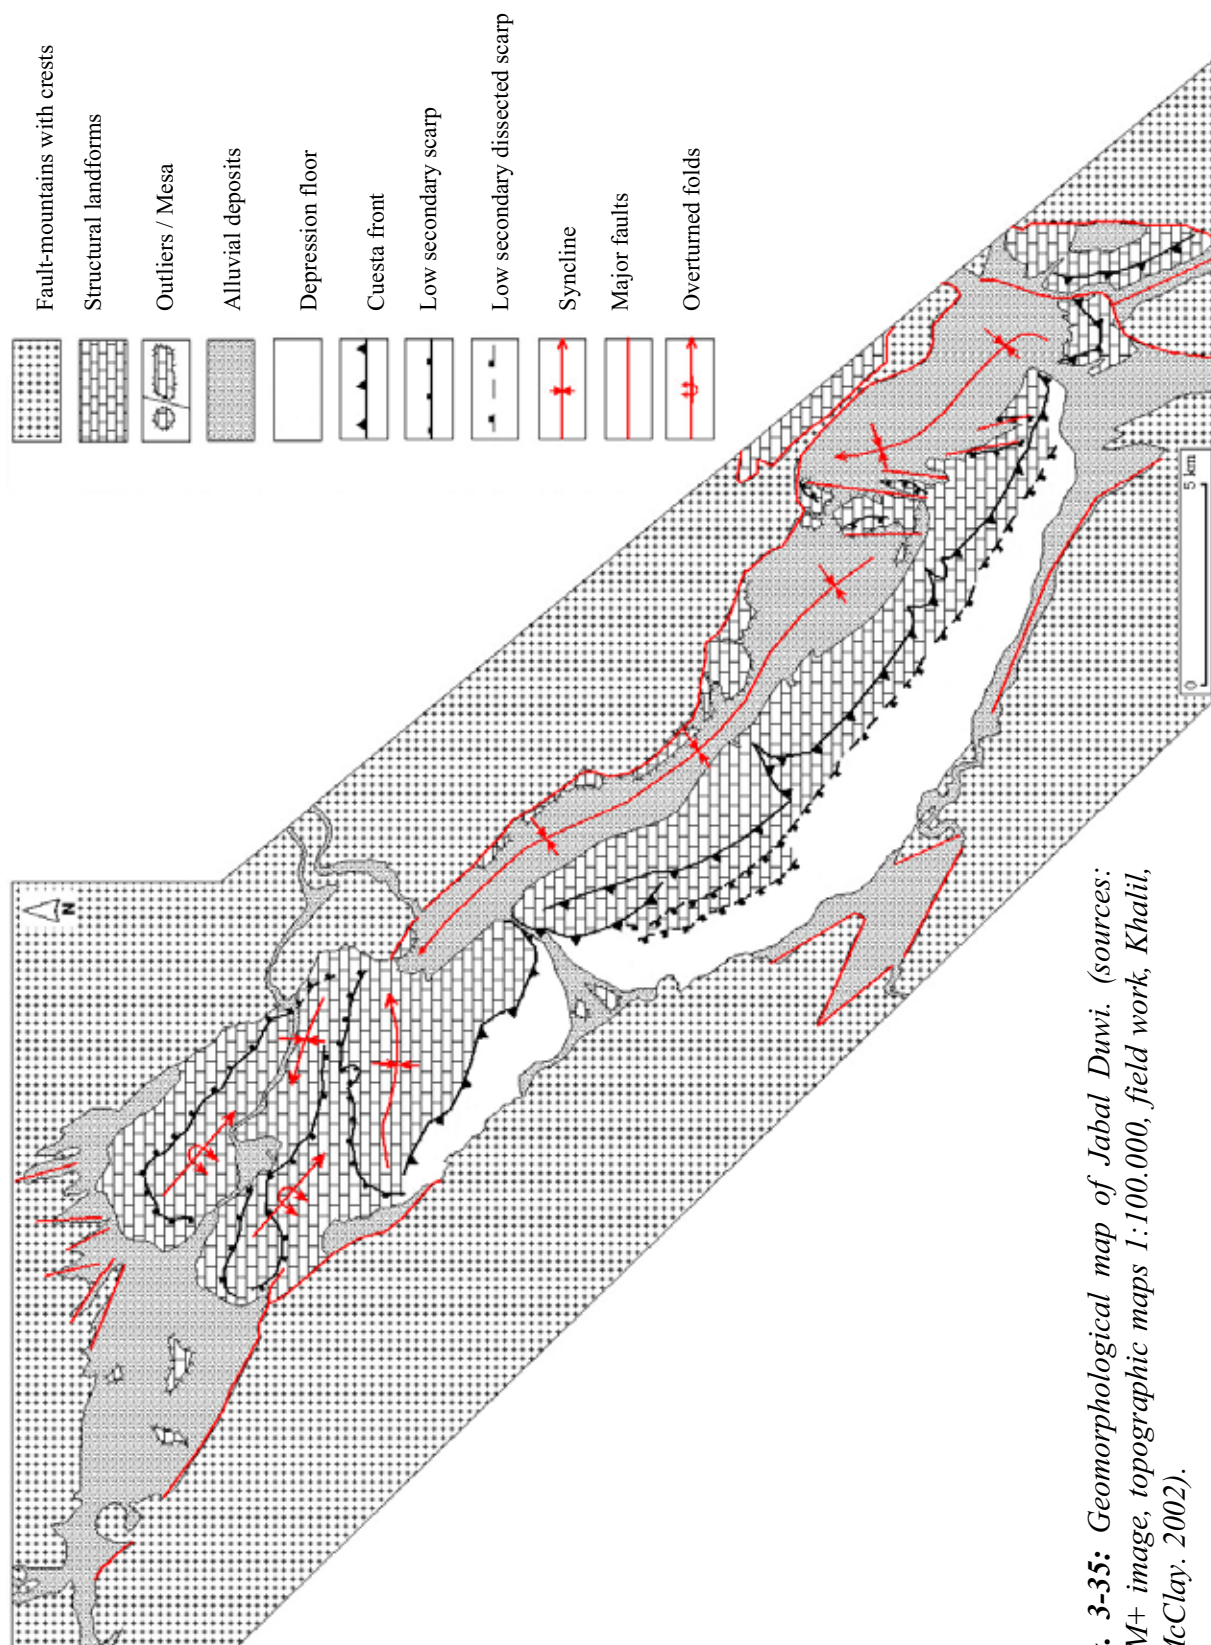 Fault-mountains with crests
Structural landforms
Outliers / Mesa
Alluvial deposits
Depression floor
Cuesta front
Low secondary scarp
Low secondary dissected scarp
Syncline
Major faults
Overturned folds
N
0 5 km
. 3-35: Geomorphological map of Jabal Duwi. (sources:
M+ image, topographic maps 1:100.000, field work, Khalil,
McClay. 2002).